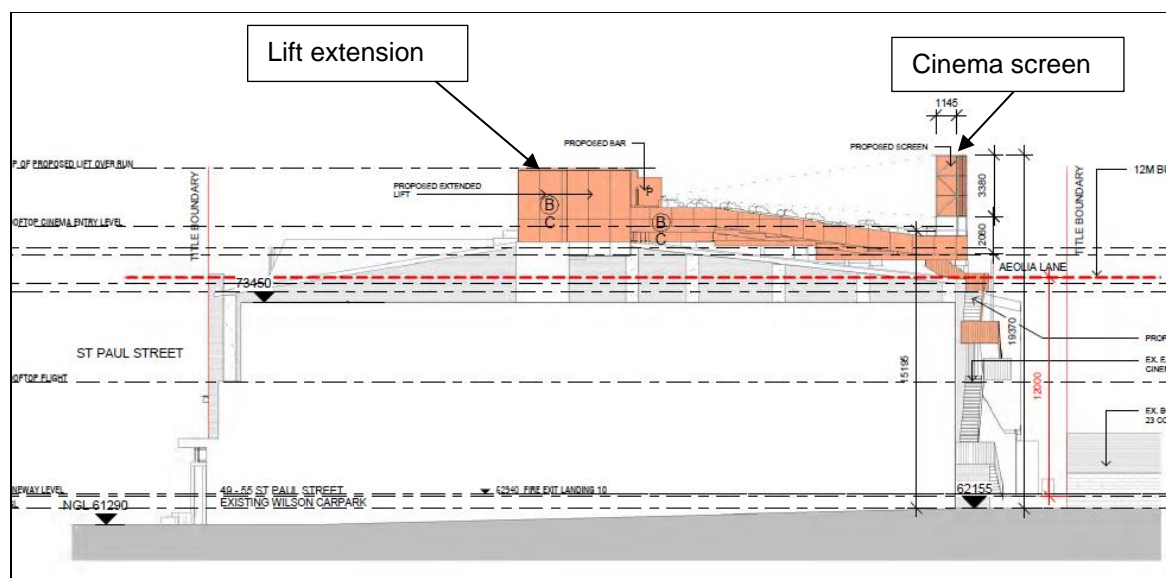 Lift extension
Cinema screen
1145
PROPOSED BAR
PROPOSED SCREEN
P OF PROPOSED LIFT OVER RUN
TITLE BOUNDARY
PROPOSED EXTENDED
LIFT
B
C
P
B
C
3380
12M BU
TITLE BOUNDARY
OFTOP CINEMA ENTRY LEVEL
2060
AEOLIA LANE
73450
ST PAUL STREET
19370
PROP
15195
EX. E
CINEM
OFTOP FLIGHT
12000
EX. B
23 CO
NEWAY LEVEL
49 - 55 ST PAUL STREET
EXISTING WILSON CARPARK
62940 FIRE EXIT LANDING 10
62155
NGL 61290